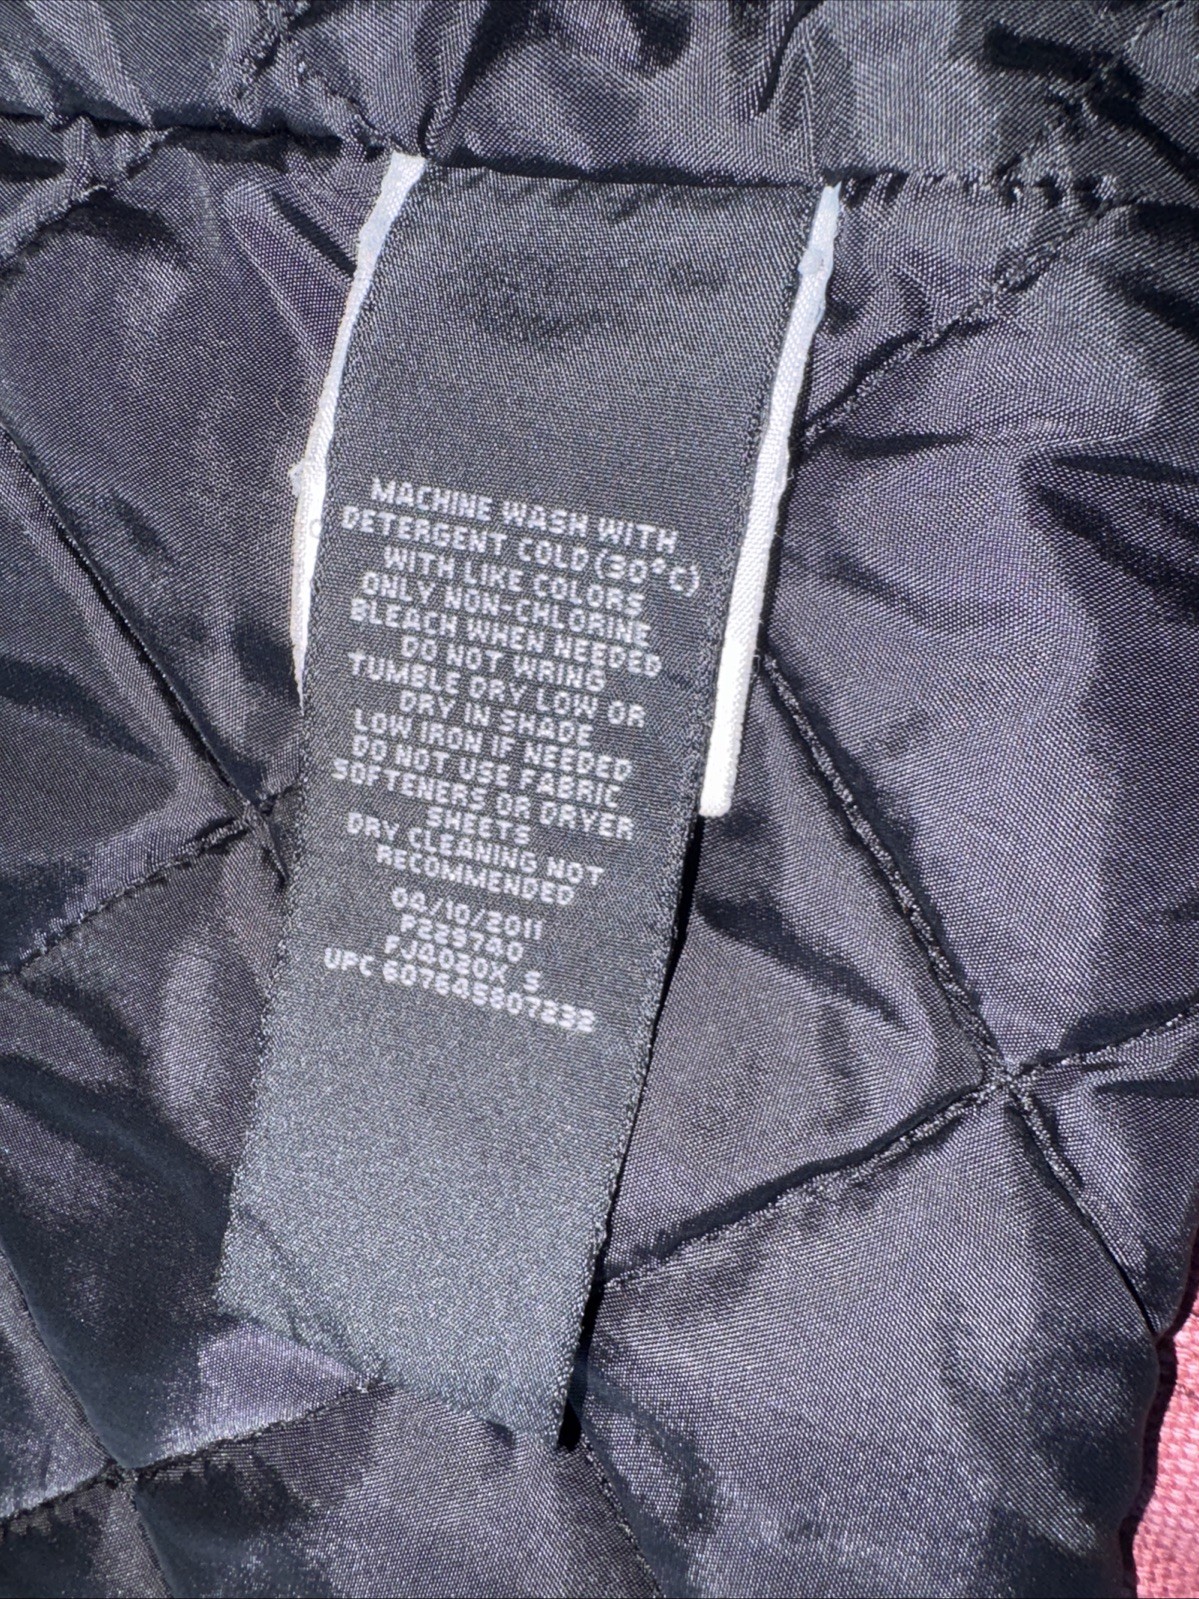 MACHINE WASH WITH
DETERGENT COLD (30°C)
WITH LIKE COLORS
ONLY NON-CHLORINE
BLEACH WHEN NEEDED
DO NOT WRING
TUMBLE DRY LOW OR
DRY IN SHADE
LOW IRON IF NEEDED
DO NOT USE FABRIC
SOFTENERS OR DRYER
SHEETS
DRY CLEANING NOT
RECOMMENDED
04/10/2011
P223740
FJ4030X S
UPC 607645807232